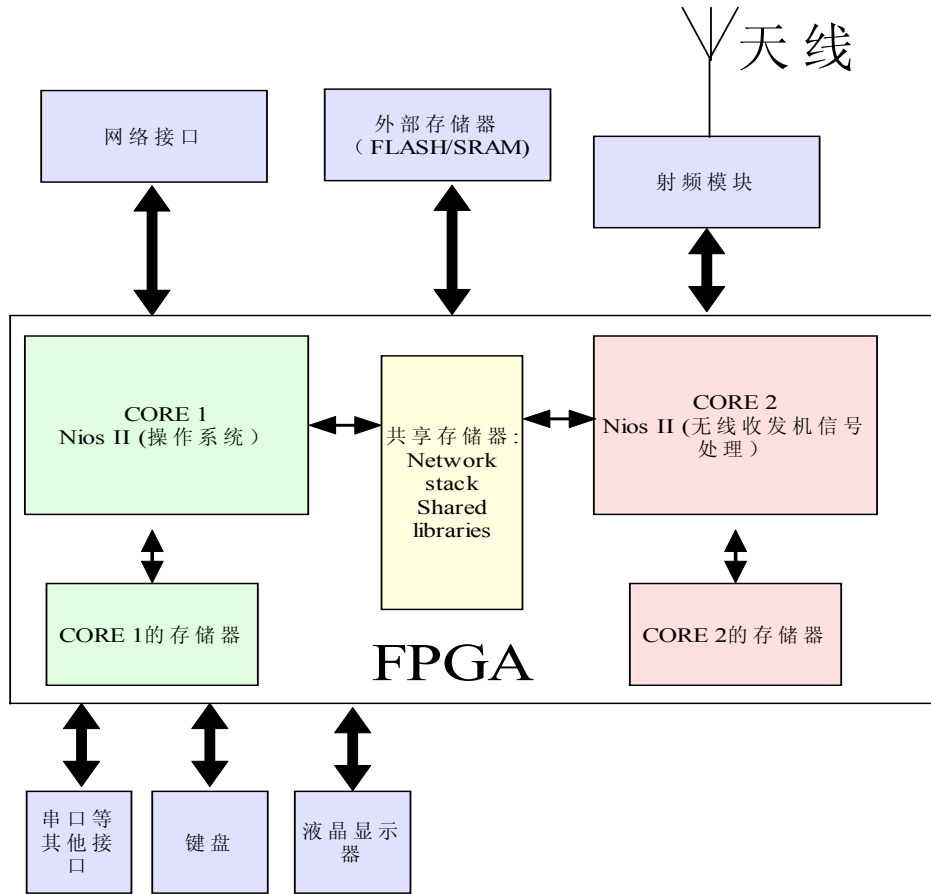 天线
网络接口
外部存储器
（FLASH/SRAM)
射频模块
CORE 1
Nios II (操作系统）
共享存储器:
Network
stack
Shared
libraries
CORE 2
Nios II (无线收发机信号
处理）
CORE 1的存储器
CORE 2的存储器
FPGA
串口等
其他接
口
键盘
液晶显示
器